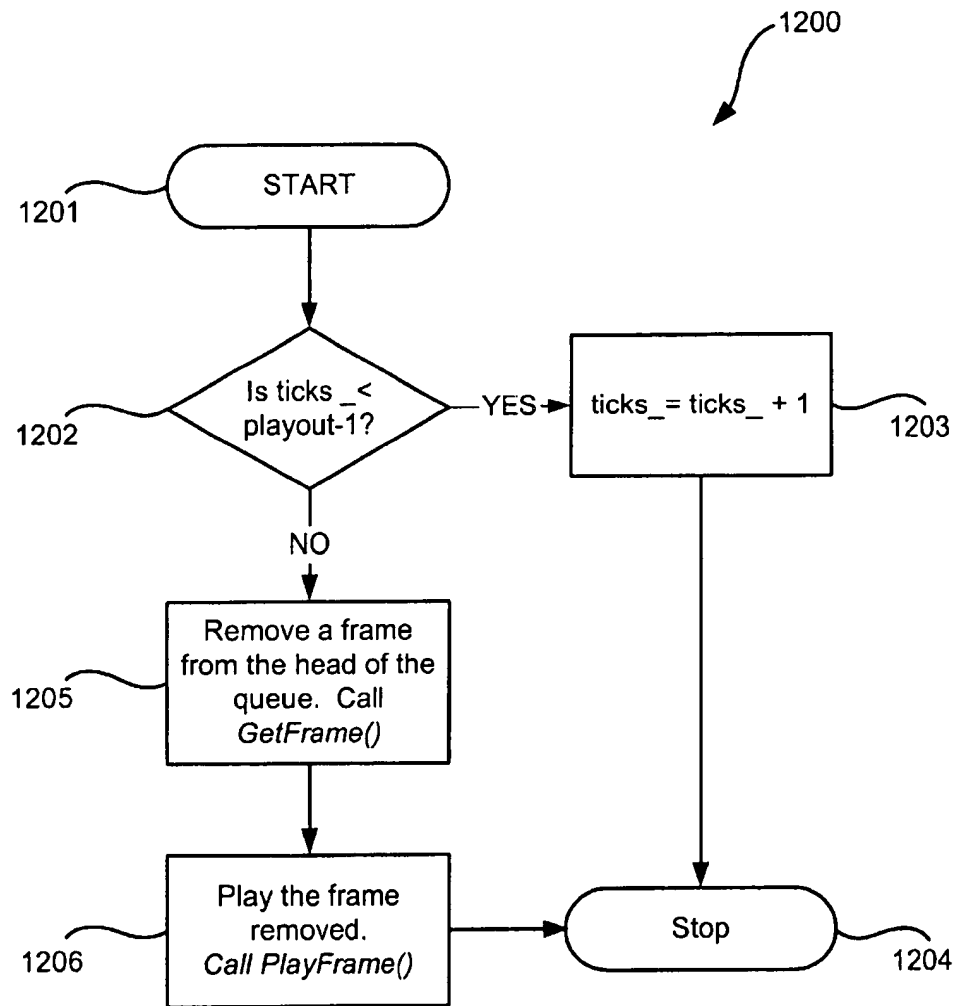 1200
START
1201
Is ticks_<
playout-1?
1202
YES
ticks_= ticks_ + 1
1203
NO
Remove a frame
from the head of the
queue. Call
GetFrame()
1205
Play the frame
removed.
Call PlayFrame()
1206
Stop
1204